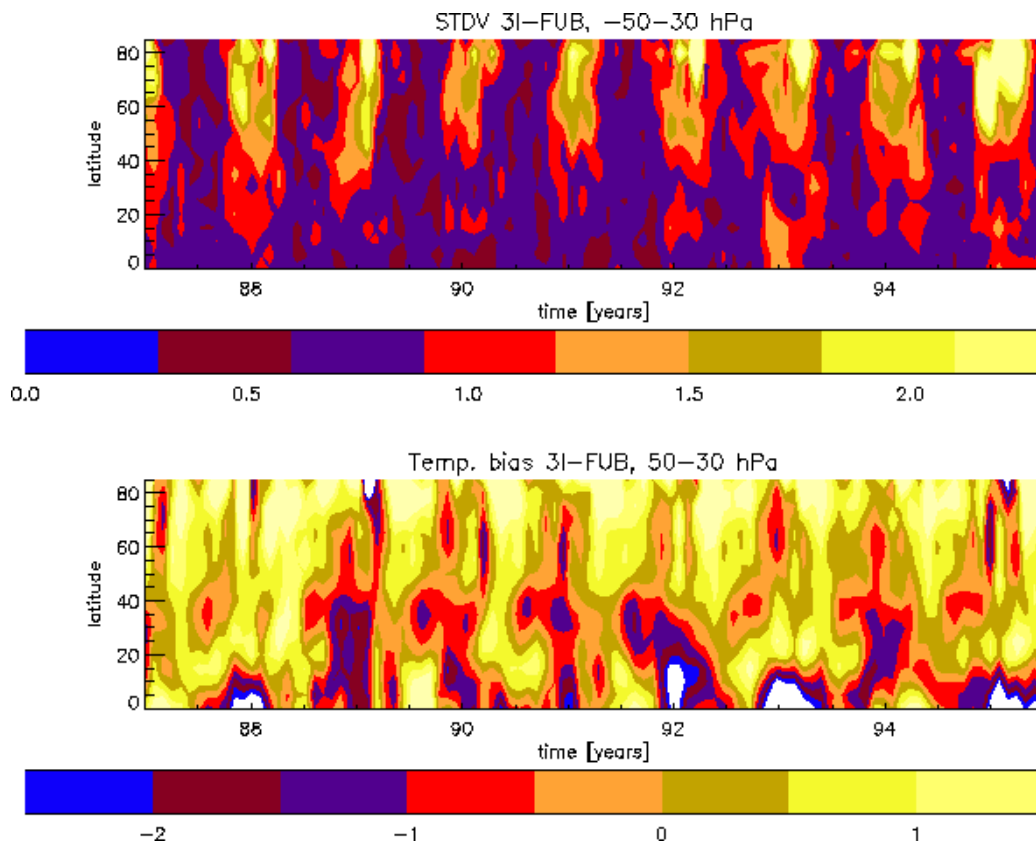 STDV 3I-FUB, -50-30 hPa
80
60
40
20
0
latitude
88 90 92 94
time [years]
0.0 0.5 1.0 1.5 2.0
Temp. bias 3I-FUB, 50-30 hPa
80
60
40
20
0
latitude
88 90 92 94
time [years]
-2 -1 0 1